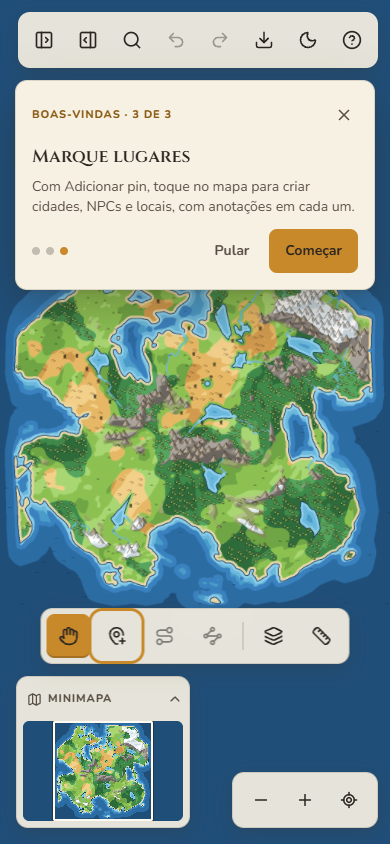 BOAS-VINDAS · 3 DE 3
Marque lugares
Com Adicionar pin, toque no mapa para criar
cidades, NPCs e locais, com anotações em cada um.
Pular
Começar
MINIMAPA